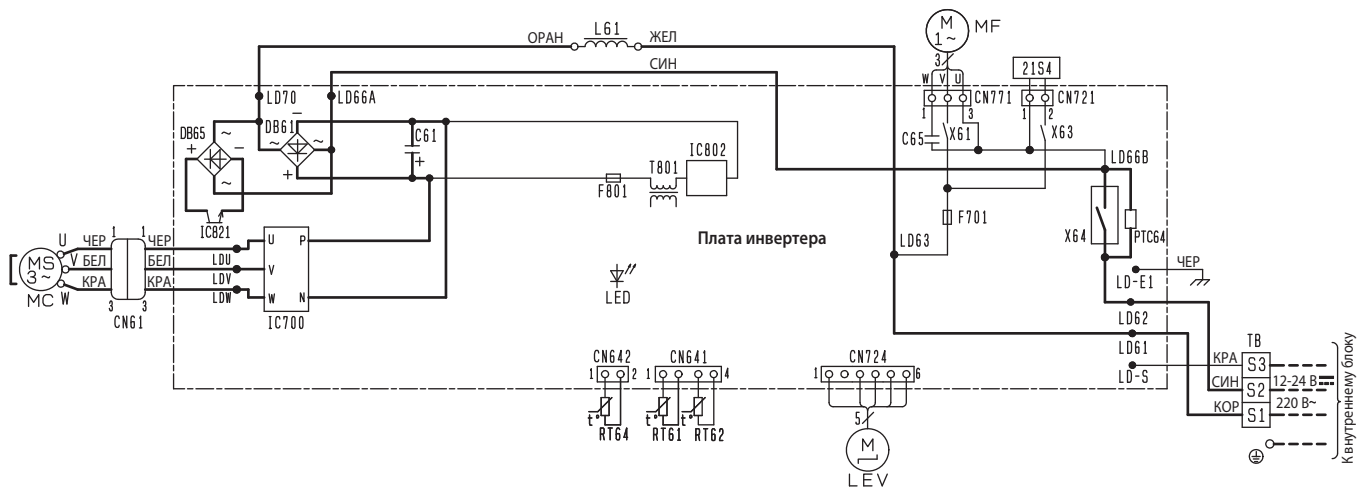 ОРАН
L61
ЖЕЛ
СИН
M
1~
MF
3
W V U
21S4
CN771
CN721
1
3
1
2
LD70
LD66A
DB65
~
+
-
~
DB61
-
~
~
+
C61
+
C65
X61
X63
T801
IC802
F801
IC821
LD66B
F701
X64
PTC64
Плата инвертера
LD63
MS
3~
MC
U
V
W
ЧЕР
БЕЛ
КРА
1
1
3
3
CN61
ЧЕР
БЕЛ
КРА
LDU
LDV
LDW
U
V
W
P
N
IC700
LED
ЧЕР
LD-E1
LD62
LD61
LD-S
CN642
1
2
t°
RT64
CN641
1
4
t°
RT61
t°
RT62
CN724
1
6
5
M
LEV
TB
КРА
S3
СИН
S2
КОР
S1
12-24 В
220 В~
К внутреннему блоку